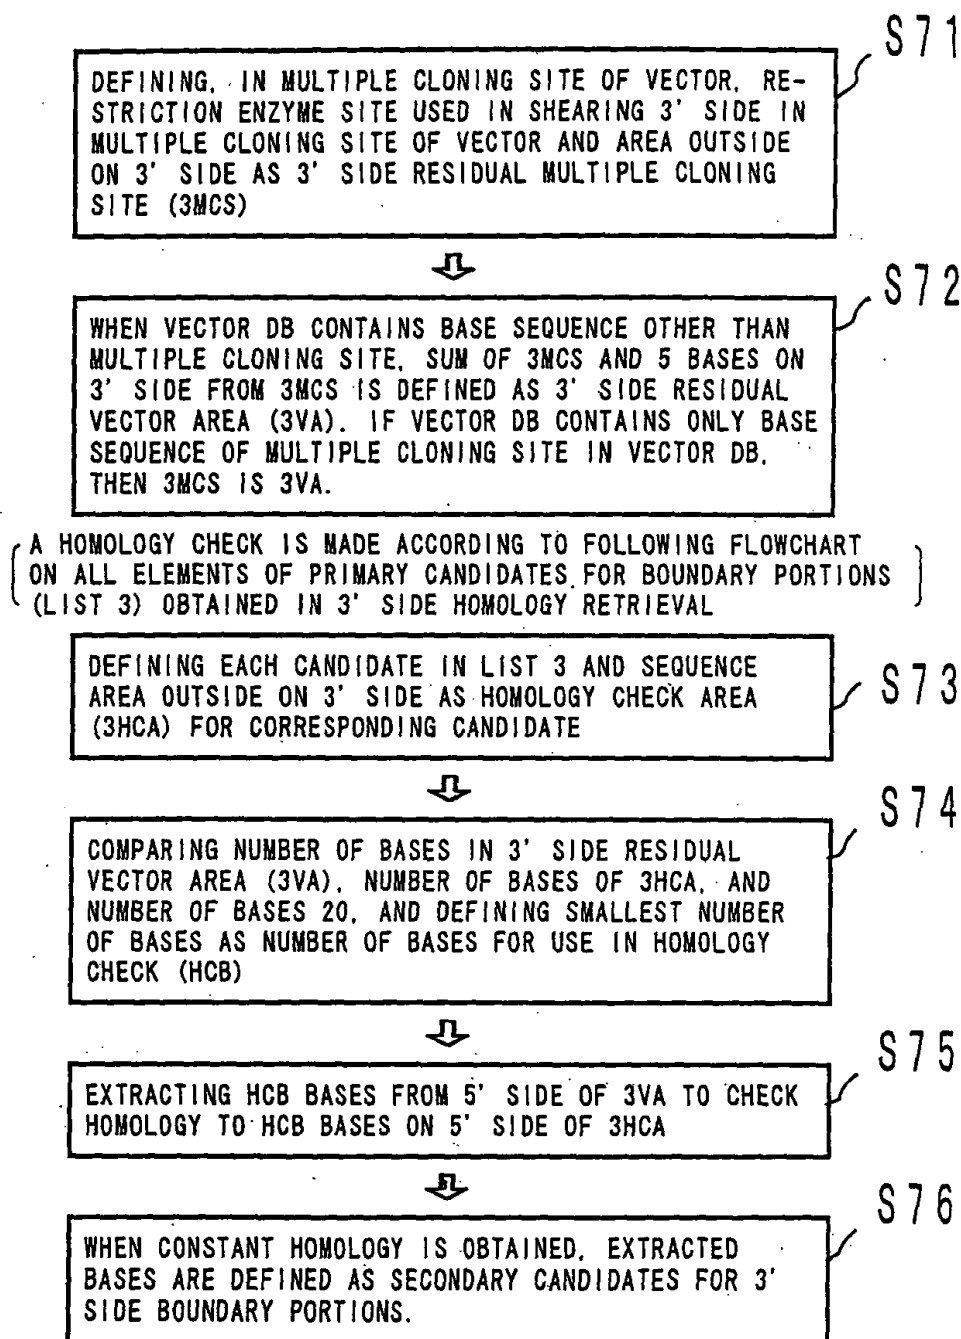 S71
DEFINING, IN MULTIPLE CLONING SITE OF VECTOR, RE-
STRICTION ENZYME SITE USED IN SHEARING 3' SIDE IN
MULTIPLE CLONING SITE OF VECTOR AND AREA OUTSIDE
ON 3' SIDE AS 3' SIDE RESIDUAL MULTIPLE CLONING
SITE (3MCS)
S72
WHEN VECTOR DB CONTAINS BASE SEQUENCE OTHER THAN
MULTIPLE CLONING SITE, SUM OF 3MCS AND 5 BASES ON
3' SIDE FROM 3MCS IS DEFINED AS 3' SIDE RESIDUAL
VECTOR AREA (3VA). IF VECTOR DB CONTAINS ONLY BASE
SEQUENCE OF MULTIPLE CLONING SITE IN VECTOR DB,
THEN 3MCS IS 3VA.
A HOMOLOGY CHECK IS MADE ACCORDING TO FOLLOWING FLOWCHART
ON ALL ELEMENTS OF PRIMARY CANDIDATES FOR BOUNDARY PORTIONS
(LIST 3) OBTAINED IN 3' SIDE HOMOLOGY RETRIEVAL
S73
DEFINING EACH CANDIDATE IN LIST 3 AND SEQUENCE
AREA OUTSIDE ON 3' SIDE AS HOMOLOGY CHECK AREA
(3HCA) FOR CORRESPONDING CANDIDATE
S74
COMPARING NUMBER OF BASES IN 3' SIDE RESIDUAL
VECTOR AREA (3VA), NUMBER OF BASES OF 3HCA, AND
NUMBER OF BASES 20, AND DEFINING SMALLEST NUMBER
OF BASES AS NUMBER OF BASES FOR USE IN HOMOLOGY
CHECK (HCB)
S75
EXTRACTING HCB BASES FROM 5' SIDE OF 3VA TO CHECK
HOMOLOGY TO HCB BASES ON 5' SIDE OF 3HCA
S76
WHEN CONSTANT HOMOLOGY IS OBTAINED, EXTRACTED
BASES ARE DEFINED AS SECONDARY CANDIDATES FOR 3'
SIDE BOUNDARY PORTIONS.